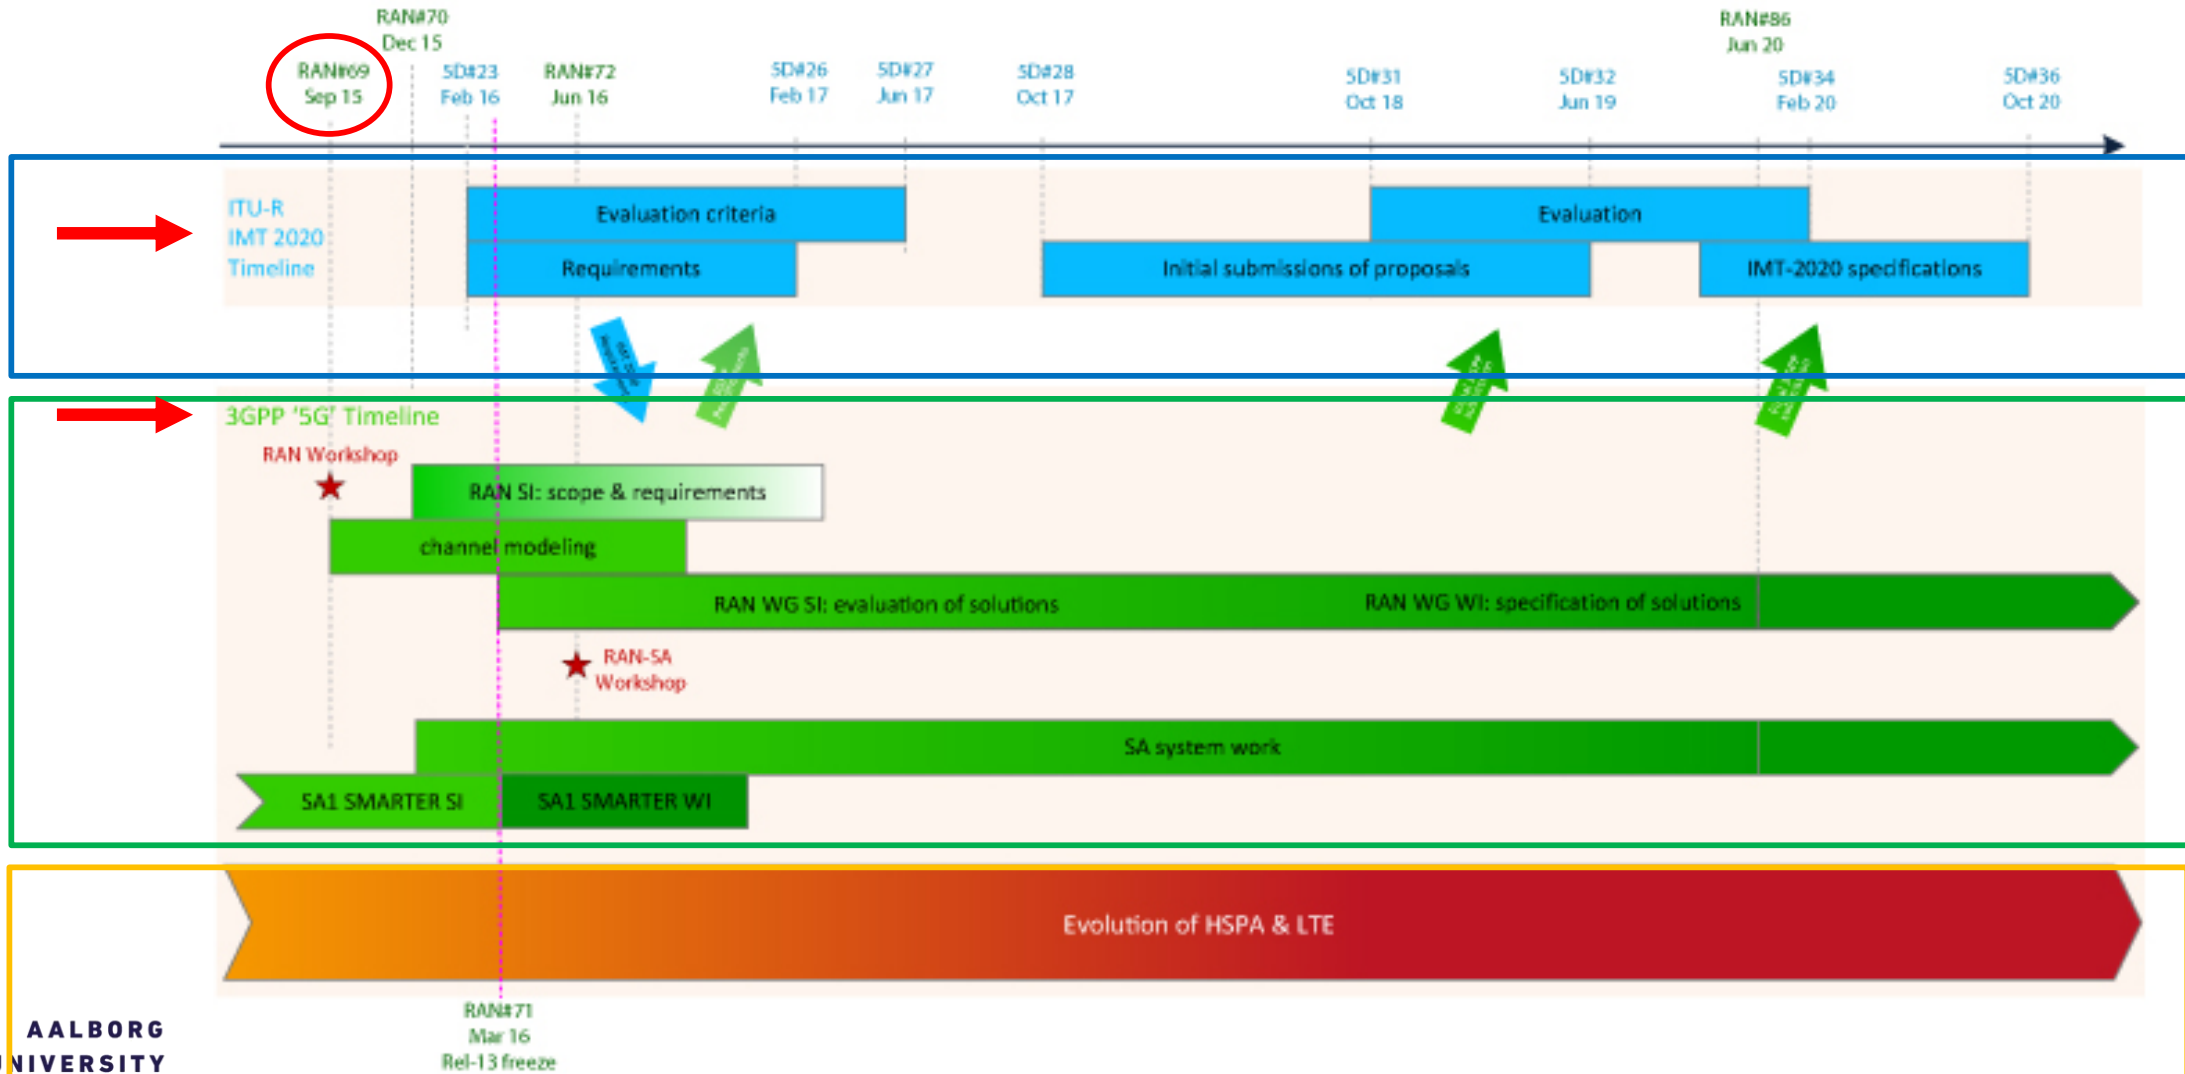 RAN#70
Dec 15
RAN#86
Jun 20
RAN#69
Sep 15
5D#23
Feb 16
RAN#72
Jun 16
5D#26
Feb 17
5D#27
Jun 17
5D#28
Oct 17
5D#31
Oct 18
5D#32
Jun 19
5D#34
Feb 20
5D#36
Oct 20
ITU-R
IMT 2020
Timeline
Evaluation criteria
Requirements
Evaluation
Initial submissions of proposals
IMT-2020 specifications
3GPP '5G' Timeline
RAN Workshop
RAN SI: scope & requirements
channel modeling
RAN WG SI: evaluation of solutions
RAN WG WI: specification of solutions
RAN-SA
Workshop
SA system work
SA1 SMARTER SI
SA1 SMARTER WI
Evolution of HSPA & LTE
RAN#71
Mar 16
Rel-13 freeze
AALBORG
UNIVERSITY